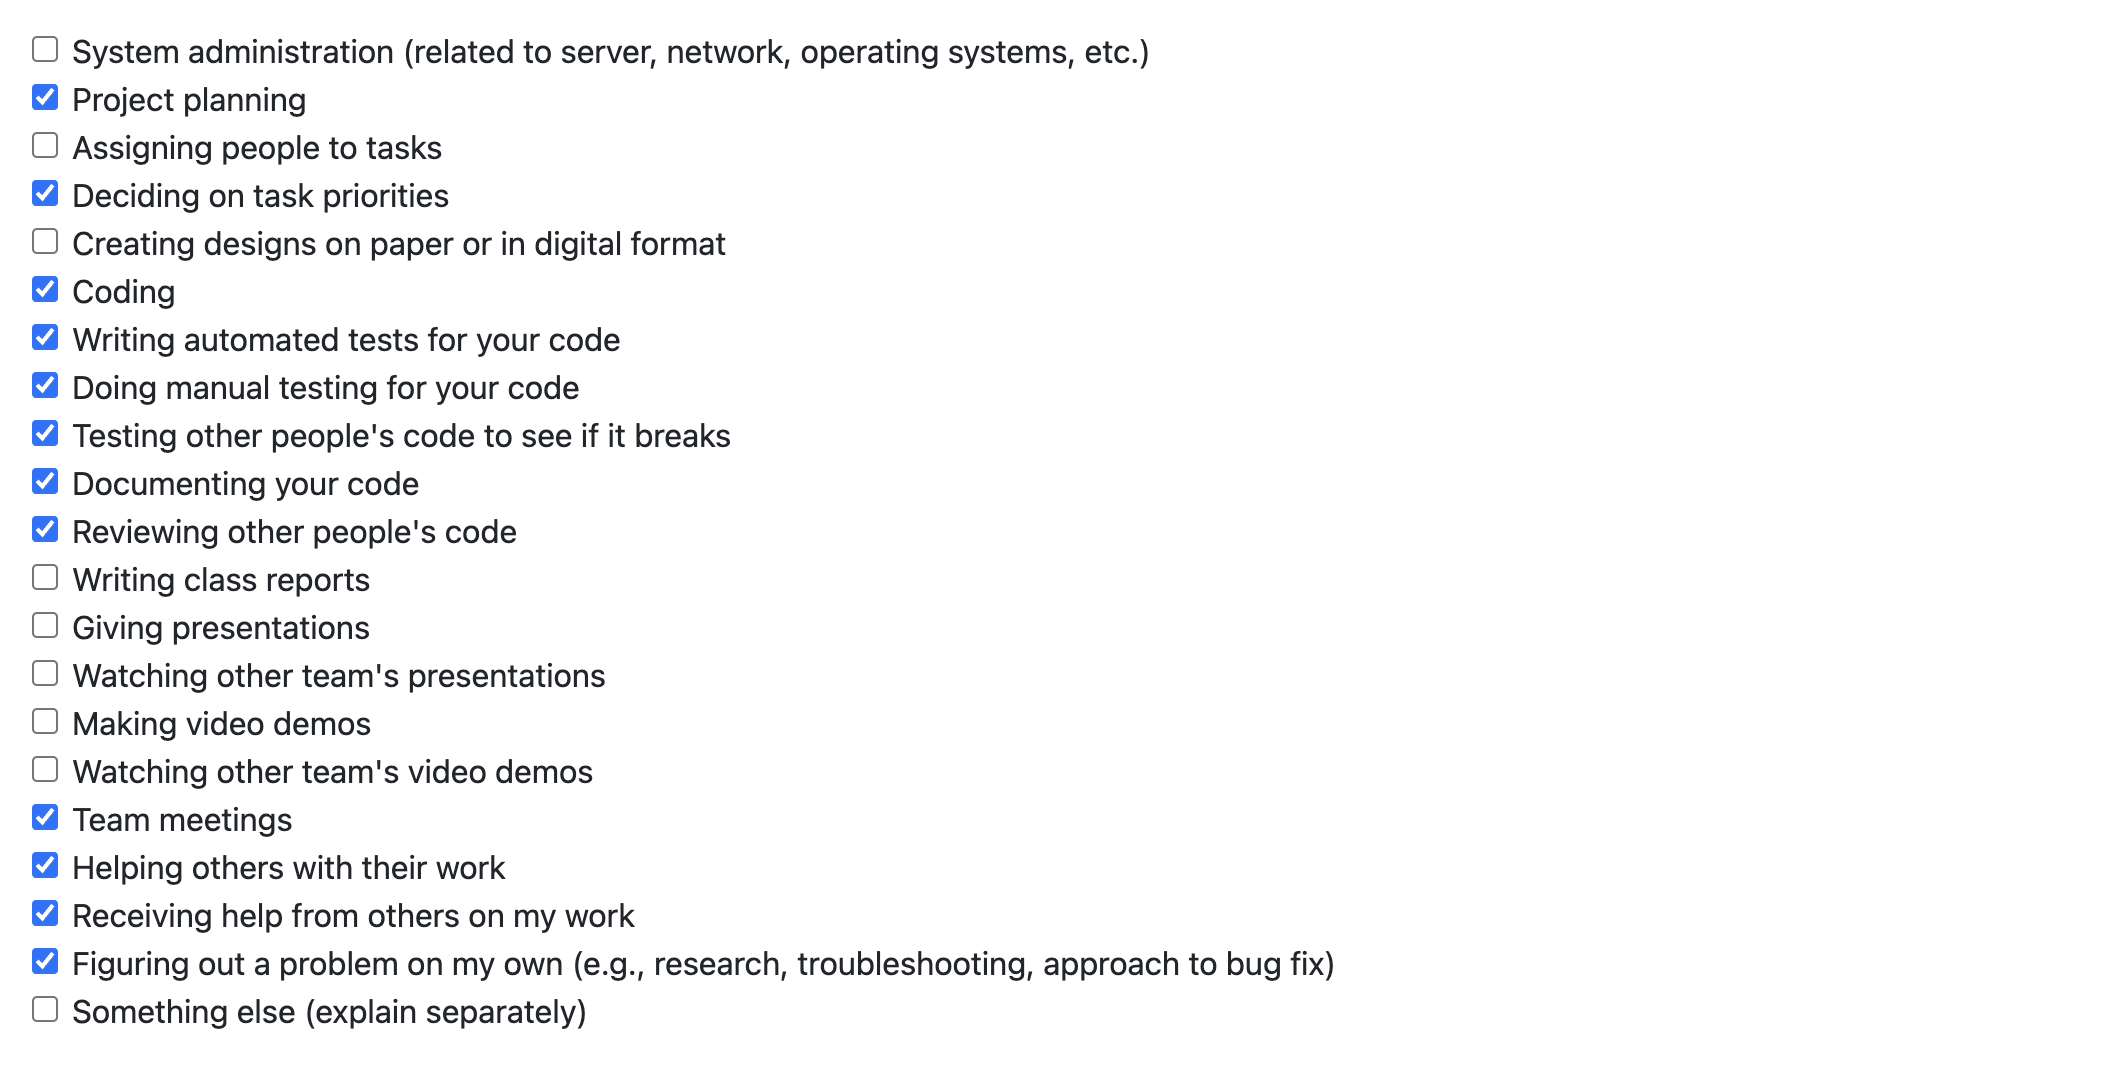 System administration (related to server, network, operating systems, etc.)
Project planning
Assigning people to tasks
Deciding on task priorities
Creating designs on paper or in digital format
Coding
Writing automated tests for your code
Doing manual testing for your code
Testing other people's code to see if it breaks
Documenting your code
Reviewing other people's code
Writing class reports
Giving presentations
Watching other team's presentations
Making video demos
Watching other team's video demos
Team meetings
Helping others with their work
Receiving help from others on my work
Figuring out a problem on my own (e.g., research, troubleshooting, approach to bug fix)
Something else (explain separately)